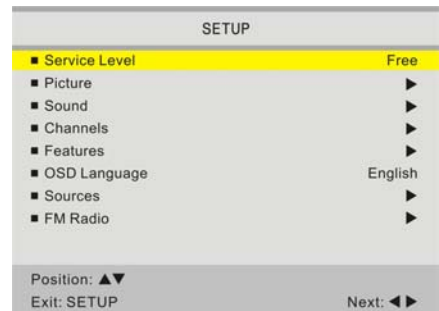 SETUP
■ Service Level Free
■ Picture ▶
■ Sound ▶
■ Channels ▶
■ Features ▶
■ OSD Language English
■ Sources ▶
■ FM Radio ▶
Position: ▲▼
Exit: SETUP Next: ◀ ▶